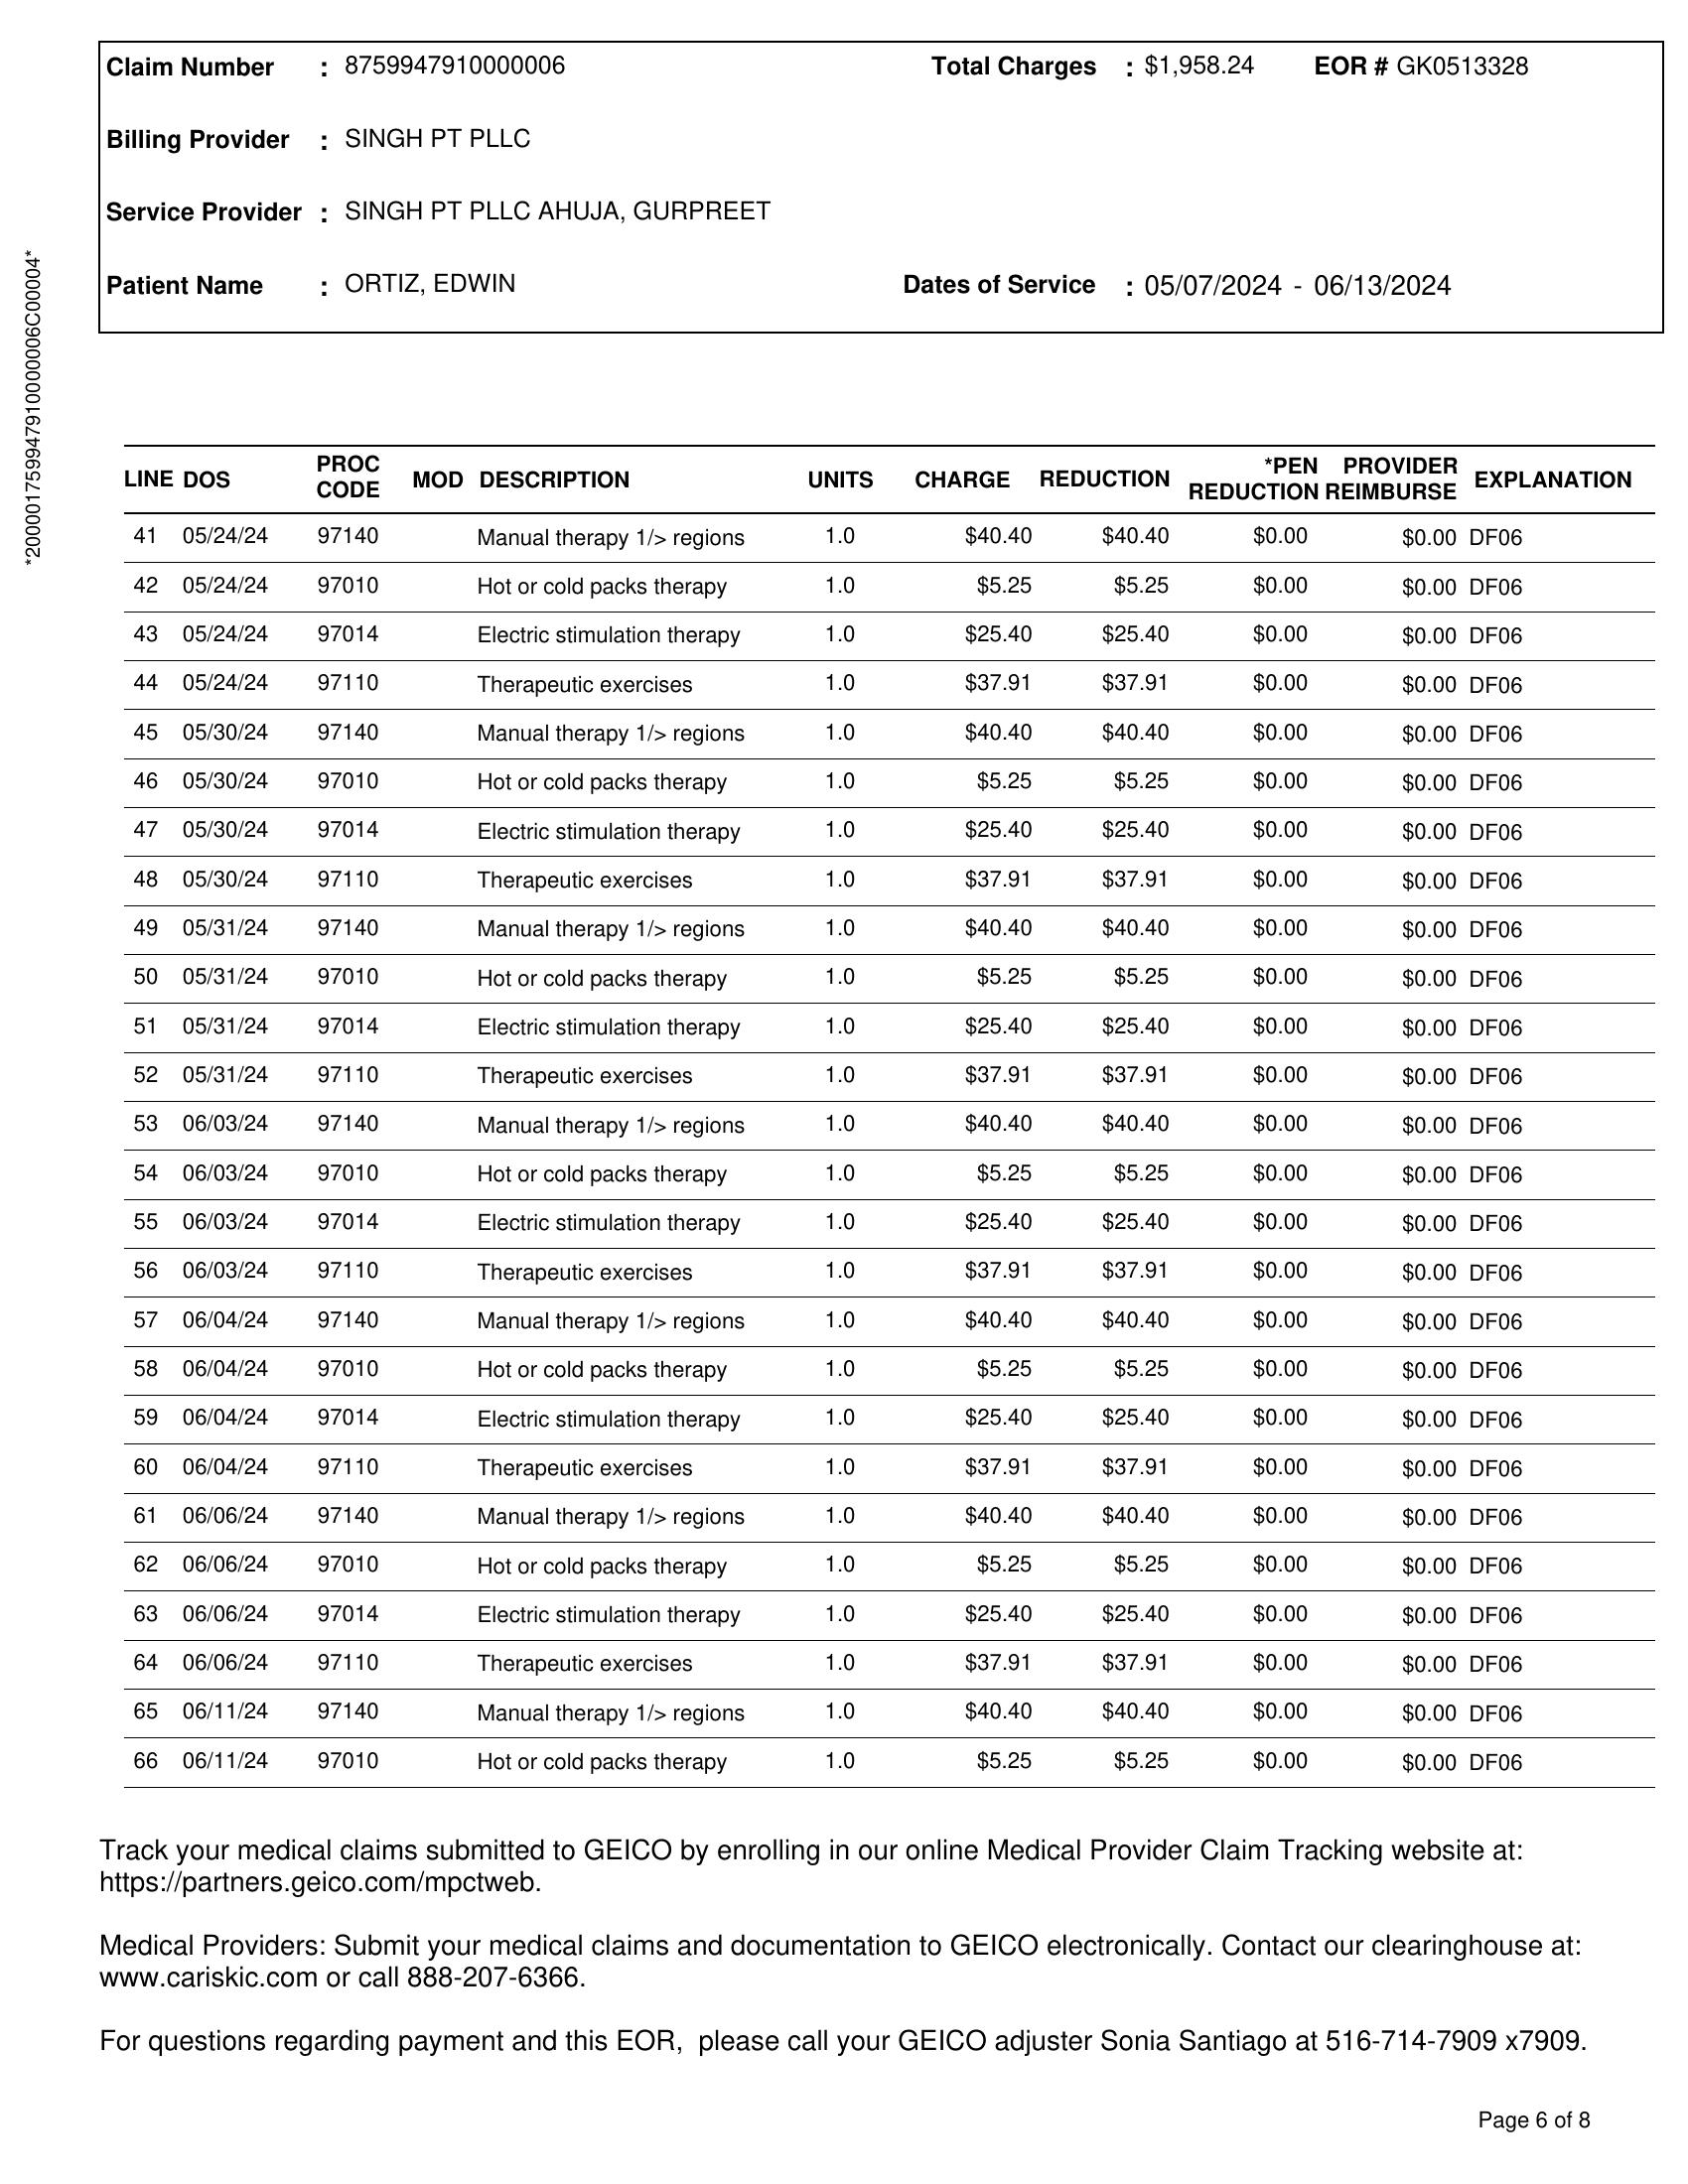 Claim Number : 8759947910000006 Total Charges : $1,958.24 EOR # GK0513328
Billing Provider : SINGH PT PLLC
Service Provider : SINGH PT PLLC AHUJA, GURPREET
Patient Name : ORTIZ, EDWIN Dates of Service : 05/07/2024 - 06/13/2024
*2000017599479100000006C00004*
LINE DOS PROC CODE MOD DESCRIPTION UNITS CHARGE REDUCTION *PEN REDUCTION PROVIDER REIMBURSE EXPLANATION
41 05/24/24 97140 Manual therapy 1/> regions 1.0 $40.40 $40.40 $0.00 $0.00 DF06
42 05/24/24 97010 Hot or cold packs therapy 1.0 $5.25 $5.25 $0.00 $0.00 DF06
43 05/24/24 97014 Electric stimulation therapy 1.0 $25.40 $25.40 $0.00 $0.00 DF06
44 05/24/24 97110 Therapeutic exercises 1.0 $37.91 $37.91 $0.00 $0.00 DF06
45 05/30/24 97140 Manual therapy 1/> regions 1.0 $40.40 $40.40 $0.00 $0.00 DF06
46 05/30/24 97010 Hot or cold packs therapy 1.0 $5.25 $5.25 $0.00 $0.00 DF06
47 05/30/24 97014 Electric stimulation therapy 1.0 $25.40 $25.40 $0.00 $0.00 DF06
48 05/30/24 97110 Therapeutic exercises 1.0 $37.91 $37.91 $0.00 $0.00 DF06
49 05/31/24 97140 Manual therapy 1/> regions 1.0 $40.40 $40.40 $0.00 $0.00 DF06
50 05/31/24 97010 Hot or cold packs therapy 1.0 $5.25 $5.25 $0.00 $0.00 DF06
51 05/31/24 97014 Electric stimulation therapy 1.0 $25.40 $25.40 $0.00 $0.00 DF06
52 05/31/24 97110 Therapeutic exercises 1.0 $37.91 $37.91 $0.00 $0.00 DF06
53 06/03/24 97140 Manual therapy 1/> regions 1.0 $40.40 $40.40 $0.00 $0.00 DF06
54 06/03/24 97010 Hot or cold packs therapy 1.0 $5.25 $5.25 $0.00 $0.00 DF06
55 06/03/24 97014 Electric stimulation therapy 1.0 $25.40 $25.40 $0.00 $0.00 DF06
56 06/03/24 97110 Therapeutic exercises 1.0 $37.91 $37.91 $0.00 $0.00 DF06
57 06/04/24 97140 Manual therapy 1/> regions 1.0 $40.40 $40.40 $0.00 $0.00 DF06
58 06/04/24 97010 Hot or cold packs therapy 1.0 $5.25 $5.25 $0.00 $0.00 DF06
59 06/04/24 97014 Electric stimulation therapy 1.0 $25.40 $25.40 $0.00 $0.00 DF06
60 06/04/24 97110 Therapeutic exercises 1.0 $37.91 $37.91 $0.00 $0.00 DF06
61 06/06/24 97140 Manual therapy 1/> regions 1.0 $40.40 $40.40 $0.00 $0.00 DF06
62 06/06/24 97010 Hot or cold packs therapy 1.0 $5.25 $5.25 $0.00 $0.00 DF06
63 06/06/24 97014 Electric stimulation therapy 1.0 $25.40 $25.40 $0.00 $0.00 DF06
64 06/06/24 97110 Therapeutic exercises 1.0 $37.91 $37.91 $0.00 $0.00 DF06
65 06/11/24 97140 Manual therapy 1/> regions 1.0 $40.40 $40.40 $0.00 $0.00 DF06
66 06/11/24 97010 Hot or cold packs therapy 1.0 $5.25 $5.25 $0.00 $0.00 DF06
Track your medical claims submitted to GEICO by enrolling in our online Medical Provider Claim Tracking website at:
https://partners.geico.com/mpctweb.
Medical Providers: Submit your medical claims and documentation to GEICO electronically. Contact our clearinghouse at:
www.cariskic.com or call 888-207-6366.
For questions regarding payment and this EOR, please call your GEICO adjuster Sonia Santiago at 516-714-7909 x7909.
Page 6 of 8